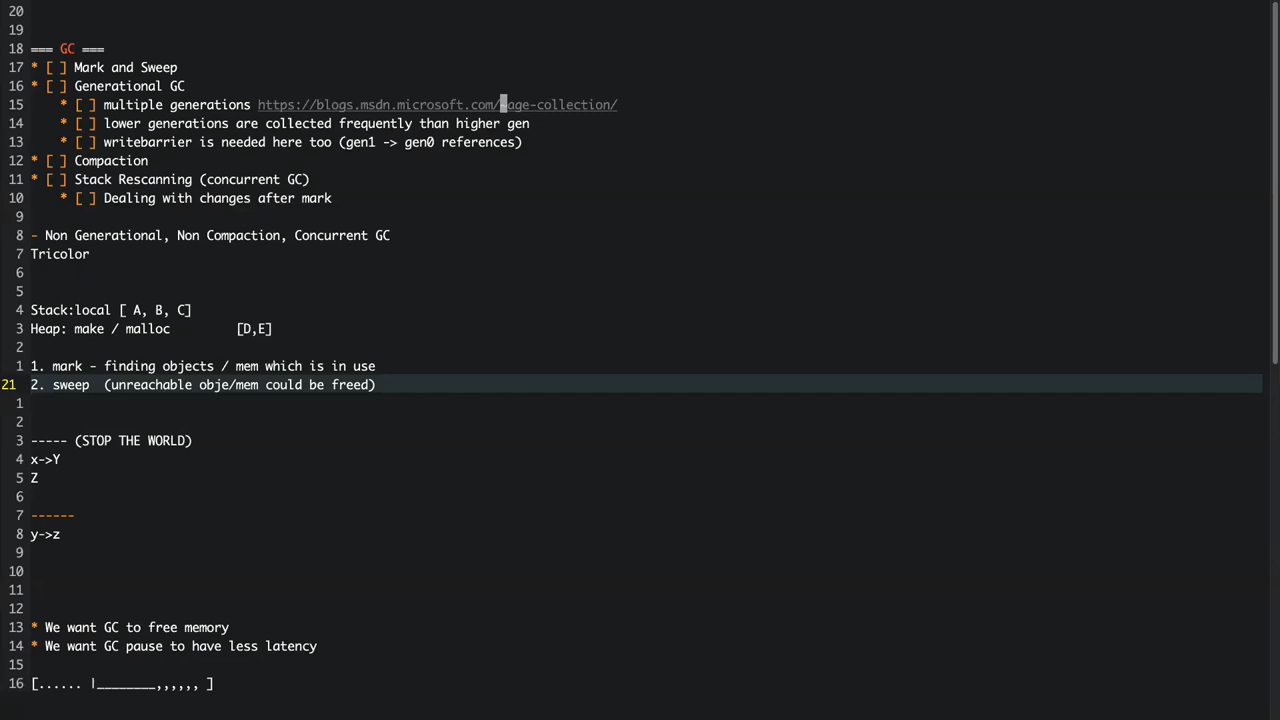 20
19
18 === GC ===
17 * [ ] Mark and Sweep
16 * [ ] Generational GC
15 * [ ] multiple generations https://blogs.msdn.microsoft.com/-age-collection/
14 * [ ] lower generations are collected frequently than higher gen
13 * [ ] writebarrier is needed here too (gen1 -> gen0 references)
12 * [ ] Compaction
11 * [ ] Stack Rescanning (concurrent GC)
10 * [ ] Dealing with changes after mark
9
8 - Non Generational, Non Compaction, Concurrent GC
7 Tricolor
6
5
4 Stack:local [ A, B, C]
3 Heap: make / malloc [D,E]
2
1 1. mark - finding objects / mem which is in use
21 2. sweep (unreachable obje/mem could be freed)
1
2
3 ----- (STOP THE WORLD)
4 x->Y
5 Z
6
7 ------
8 y->z
9
10
11
12
13 * We want GC to free memory
14 * We want GC pause to have less latency
15
16 [...... |________,,,,,, ]